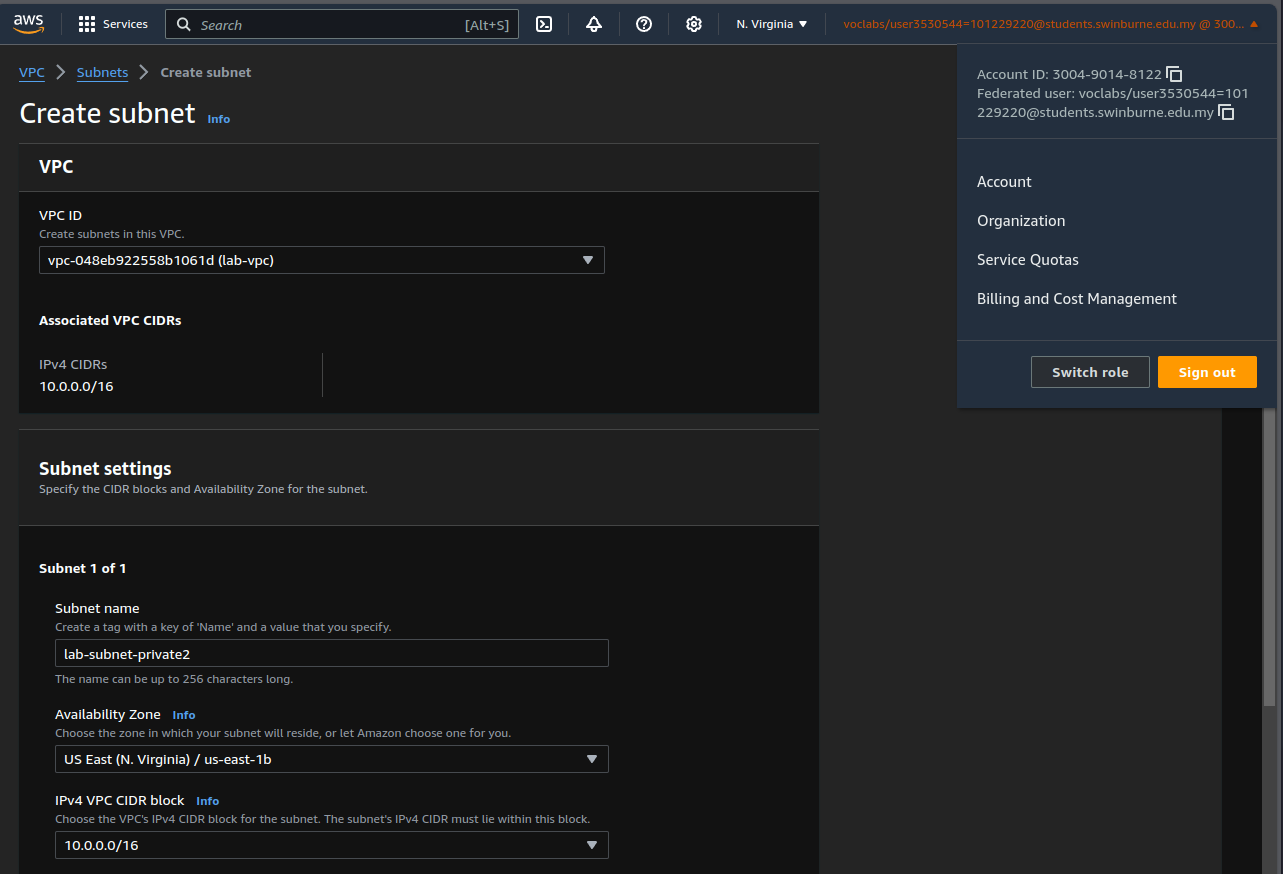 aws
Services
Search
[Alt+S]
N. Virginia
voclabs/user3530544=101229220@students.swinburne.edu.my @ 300...
Account ID: 3004-9014-8122
Federated user: voclabs/user3530544=101
229220@students.swinburne.edu.my
Account
Organization
Service Quotas
Billing and Cost Management
Switch role
Sign out
VPC
Subnets
Create subnet
Create subnet Info
VPC
VPC ID
Create subnets in this VPC.
vpc-048eb922558b1061d (lab-vpc)
Associated VPC CIDRs
IPv4 CIDRs
10.0.0.0/16
Subnet settings
Specify the CIDR blocks and Availability Zone for the subnet.
Subnet 1 of 1
Subnet name
Create a tag with a key of 'Name' and a value that you specify.
lab-subnet-private2
The name can be up to 256 characters long.
Availability Zone Info
Choose the zone in which your subnet will reside, or let Amazon choose one for you.
US East (N. Virginia) / us-east-1b
IPv4 VPC CIDR block Info
Choose the VPC's IPv4 CIDR block for the subnet. The subnet's IPv4 CIDR must lie within this block.
10.0.0.0/16